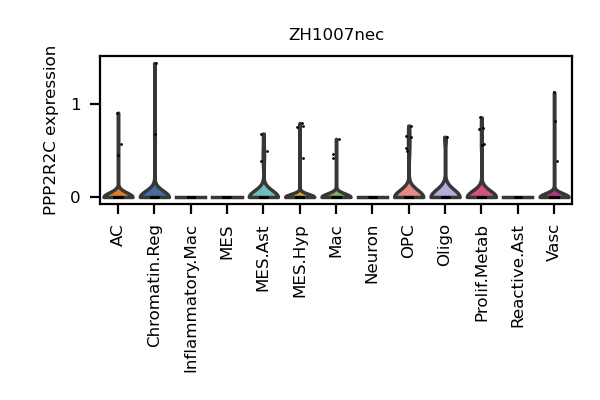 ZH1007nec
PPP2R2C expression
1
0
AC
Chromatin.Reg
Inflammatory.Mac
MES
MES.Ast
MES.Hyp
Mac
Neuron
OPC
Oligo
Prolif.Metab
Reactive.Ast
Vasc